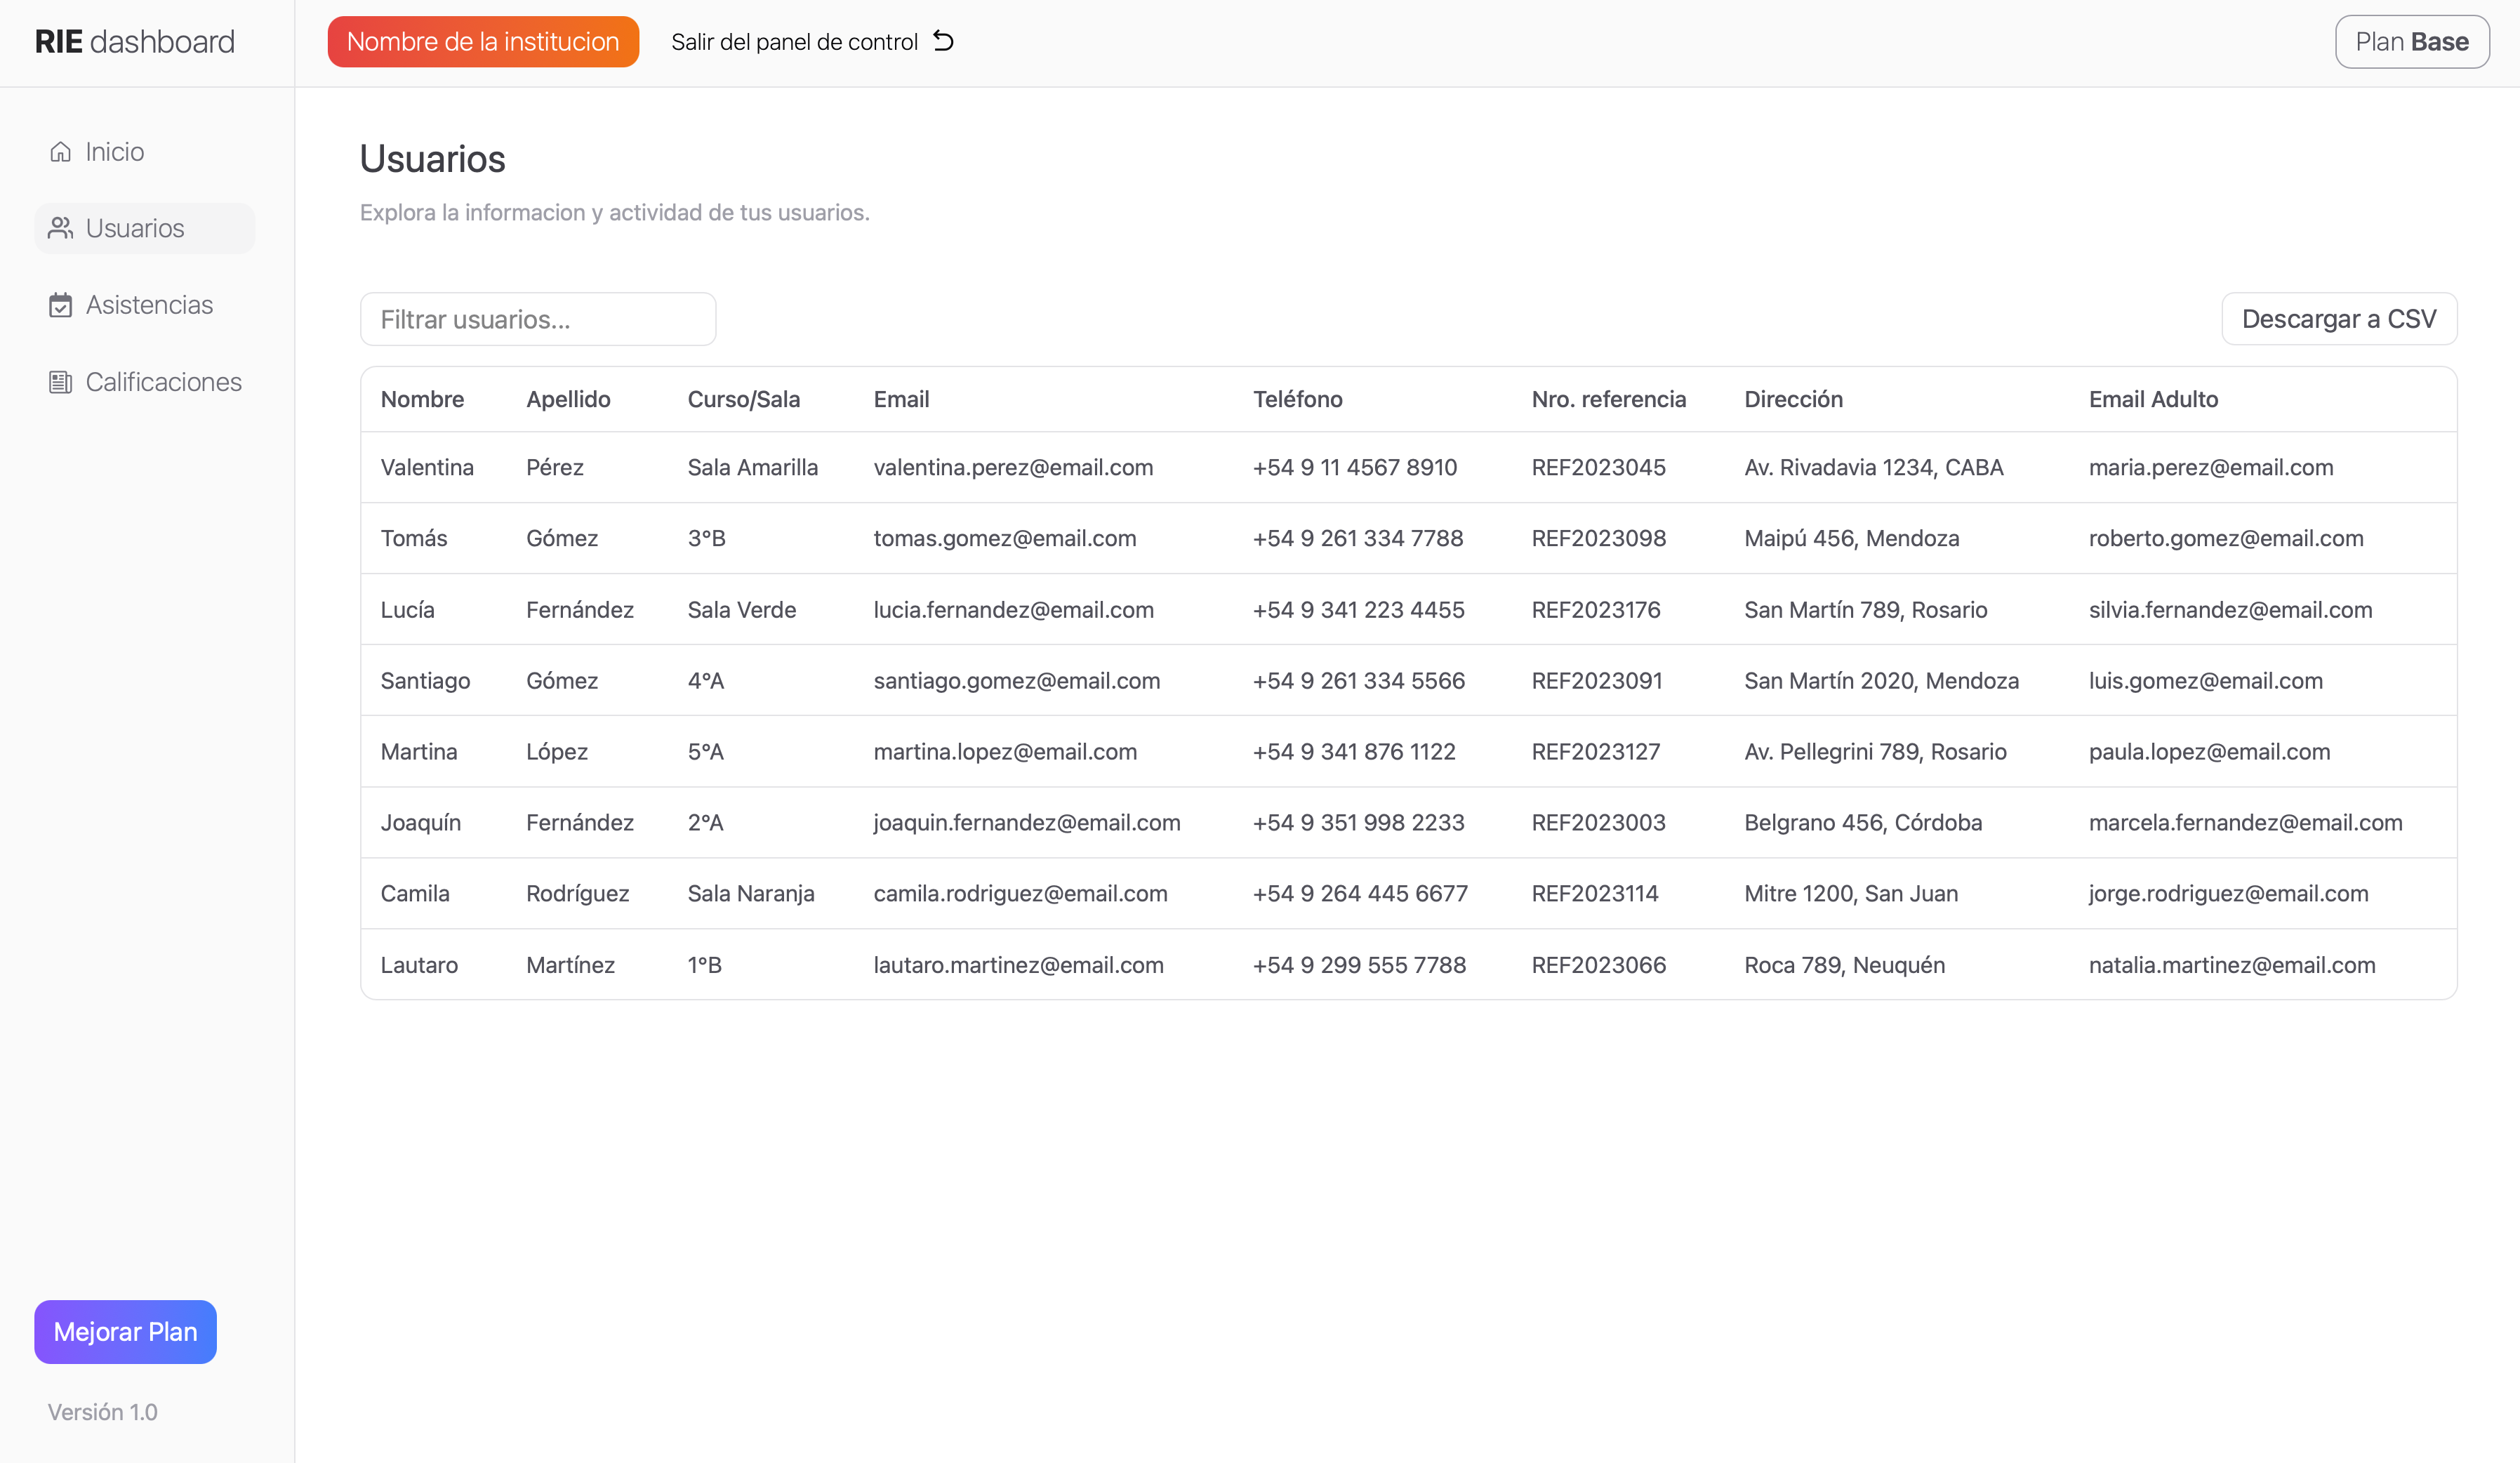 RIE dashboard
Nombre de la institucion
Salir del panel de control
Plan Base
Inicio
Usuarios
Asistencias
Calificaciones
Mejorar Plan
Versión 1.0
Usuarios
Explora la informacion y actividad de tus usuarios.
Filtrar usuarios...
Descargar a CSV
Nombre Apellido Curso/Sala Email Teléfono Nro. referencia Dirección Email Adulto
Valentina Pérez Sala Amarilla valentina.perez@email.com +54 9 11 4567 8910 REF2023045 Av. Rivadavia 1234, CABA maria.perez@email.com
Tomás Gómez 3°B tomas.gomez@email.com +54 9 261 334 7788 REF2023098 Maipú 456, Mendoza roberto.gomez@email.com
Lucía Fernández Sala Verde lucia.fernandez@email.com +54 9 341 223 4455 REF2023176 San Martín 789, Rosario silvia.fernandez@email.com
Santiago Gómez 4°A santiago.gomez@email.com +54 9 261 334 5566 REF2023091 San Martín 2020, Mendoza luis.gomez@email.com
Martina López 5°A martina.lopez@email.com +54 9 341 876 1122 REF2023127 Av. Pellegrini 789, Rosario paula.lopez@email.com
Joaquín Fernández 2°A joaquin.fernandez@email.com +54 9 351 998 2233 REF2023003 Belgrano 456, Córdoba marcela.fernandez@email.com
Camila Rodríguez Sala Naranja camila.rodriguez@email.com +54 9 264 445 6677 REF2023114 Mitre 1200, San Juan jorge.rodriguez@email.com
Lautaro Martínez 1°B lautaro.martinez@email.com +54 9 299 555 7788 REF2023066 Roca 789, Neuquén natalia.martinez@email.com